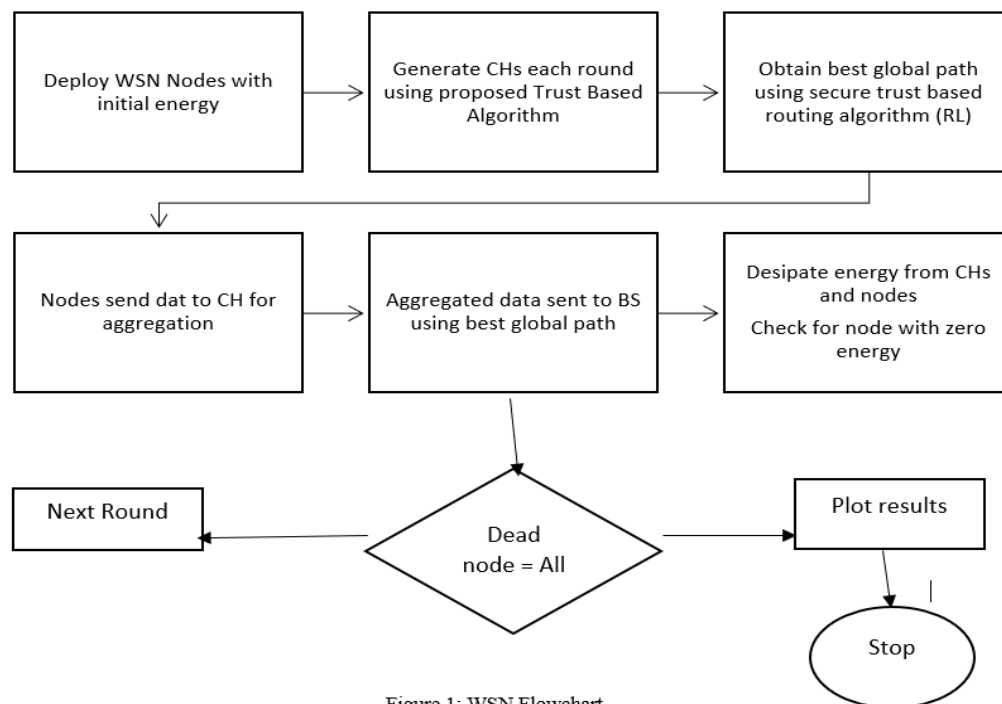 Deploy WSN Nodes with
initial energy
Generate CHs each round
using proposed Trust Based
Algorithm
Obtain best global path
using secure trust based
routing algorithm (RL)
Nodes send dat to CH for
aggregation
Aggregated data sent to BS
using best global path
Desipate energy from CHs
and nodes
Check for node with zero
energy
Next Round
Dead
node = All
Plot results
Stop
Figure 1: WSN Flowchart